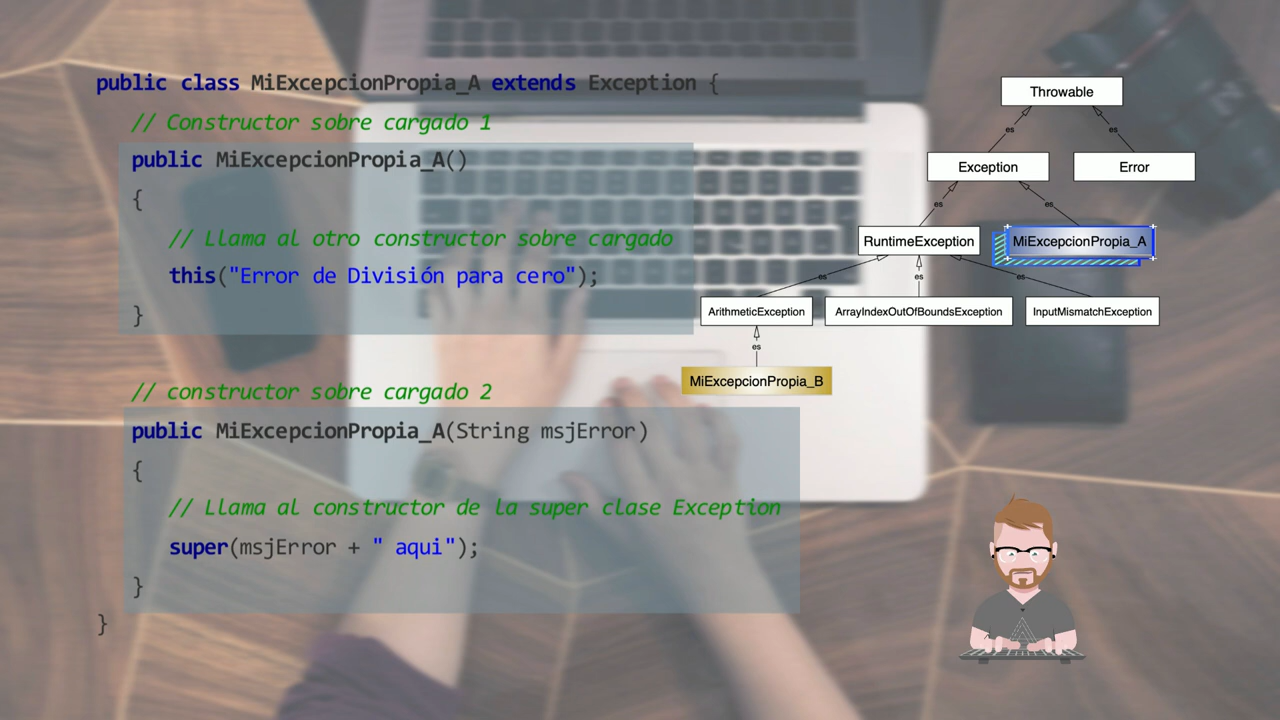 public class MiExcepcionPropia_A extends Exception {
// Constructor sobre cargado 1
public MiExcepcionPropia_A()
{
// Llama al otro constructor sobre cargado
this("Error de División para cero");
}
// constructor sobre cargado 2
public MiExcepcionPropia_A(String msjError)
{
// Llama al constructor de la super clase Exception
super(msjError + " aqui");
}
}
Throwable
es
es
Exception
Error
es
es
RuntimeException
MiExcepcionPropia_A
es
es
es
ArithmeticException
ArrayIndexOutOfBoundsException
InputMismatchException
es
MiExcepcionPropia_B